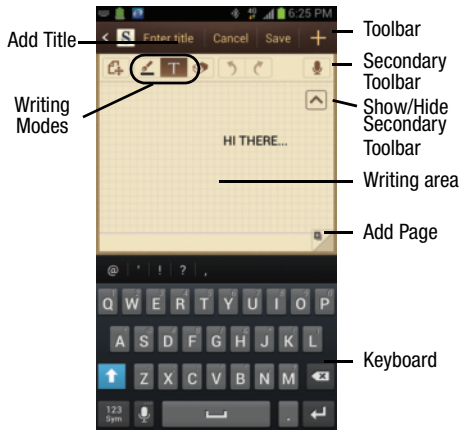 6:25 PM
S Enter title Cancel Save +
Add Title
Toolbar
T
Secondary
Toolbar
Writing
Modes
Show/Hide
Secondary
Toolbar
HI THERE...
Writing area
Add Page
@ ' ! ? ,
Q W E R T Y U I O P
A S D F G H J K L
Keyboard
Z X C V B N M
123
Sym
.